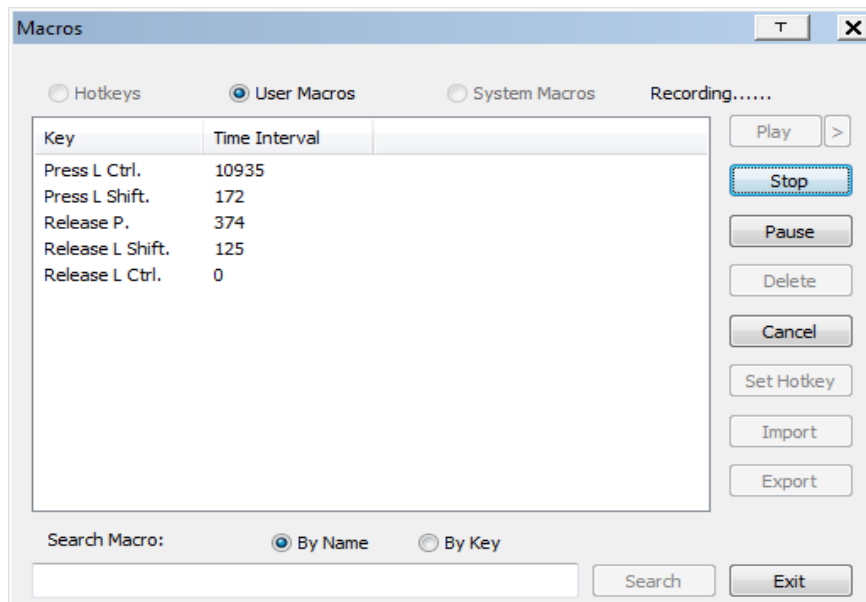 Macros T X
Hotkeys User Macros System Macros Recording......
Key Time Interval Play >
Press L Ctrl. 10935
Press L Shift. 172 Stop
Release P. 374
Release L Shift. 125 Pause
Release L Ctrl. 0
Delete
Cancel
Set Hotkey
Import
Export
Search Macro: By Name By Key
Search Exit